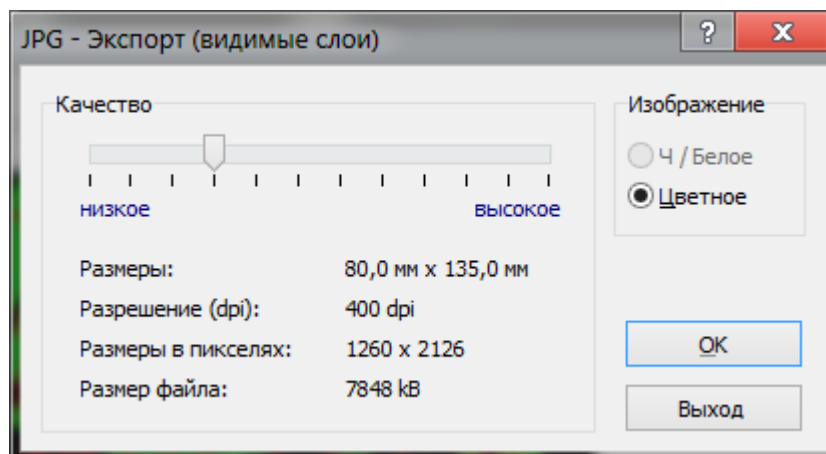 JPG - Экспорт (видимые слои)
?
Качество
низкое высокое
Размеры: 80,0 мм x 135,0 мм
Разрешение (dpi): 400 dpi
Размеры в пикселях: 1260 x 2126
Размер файла: 7848 kB
Изображение
Ч / Белое
Цветное
OK
Выход